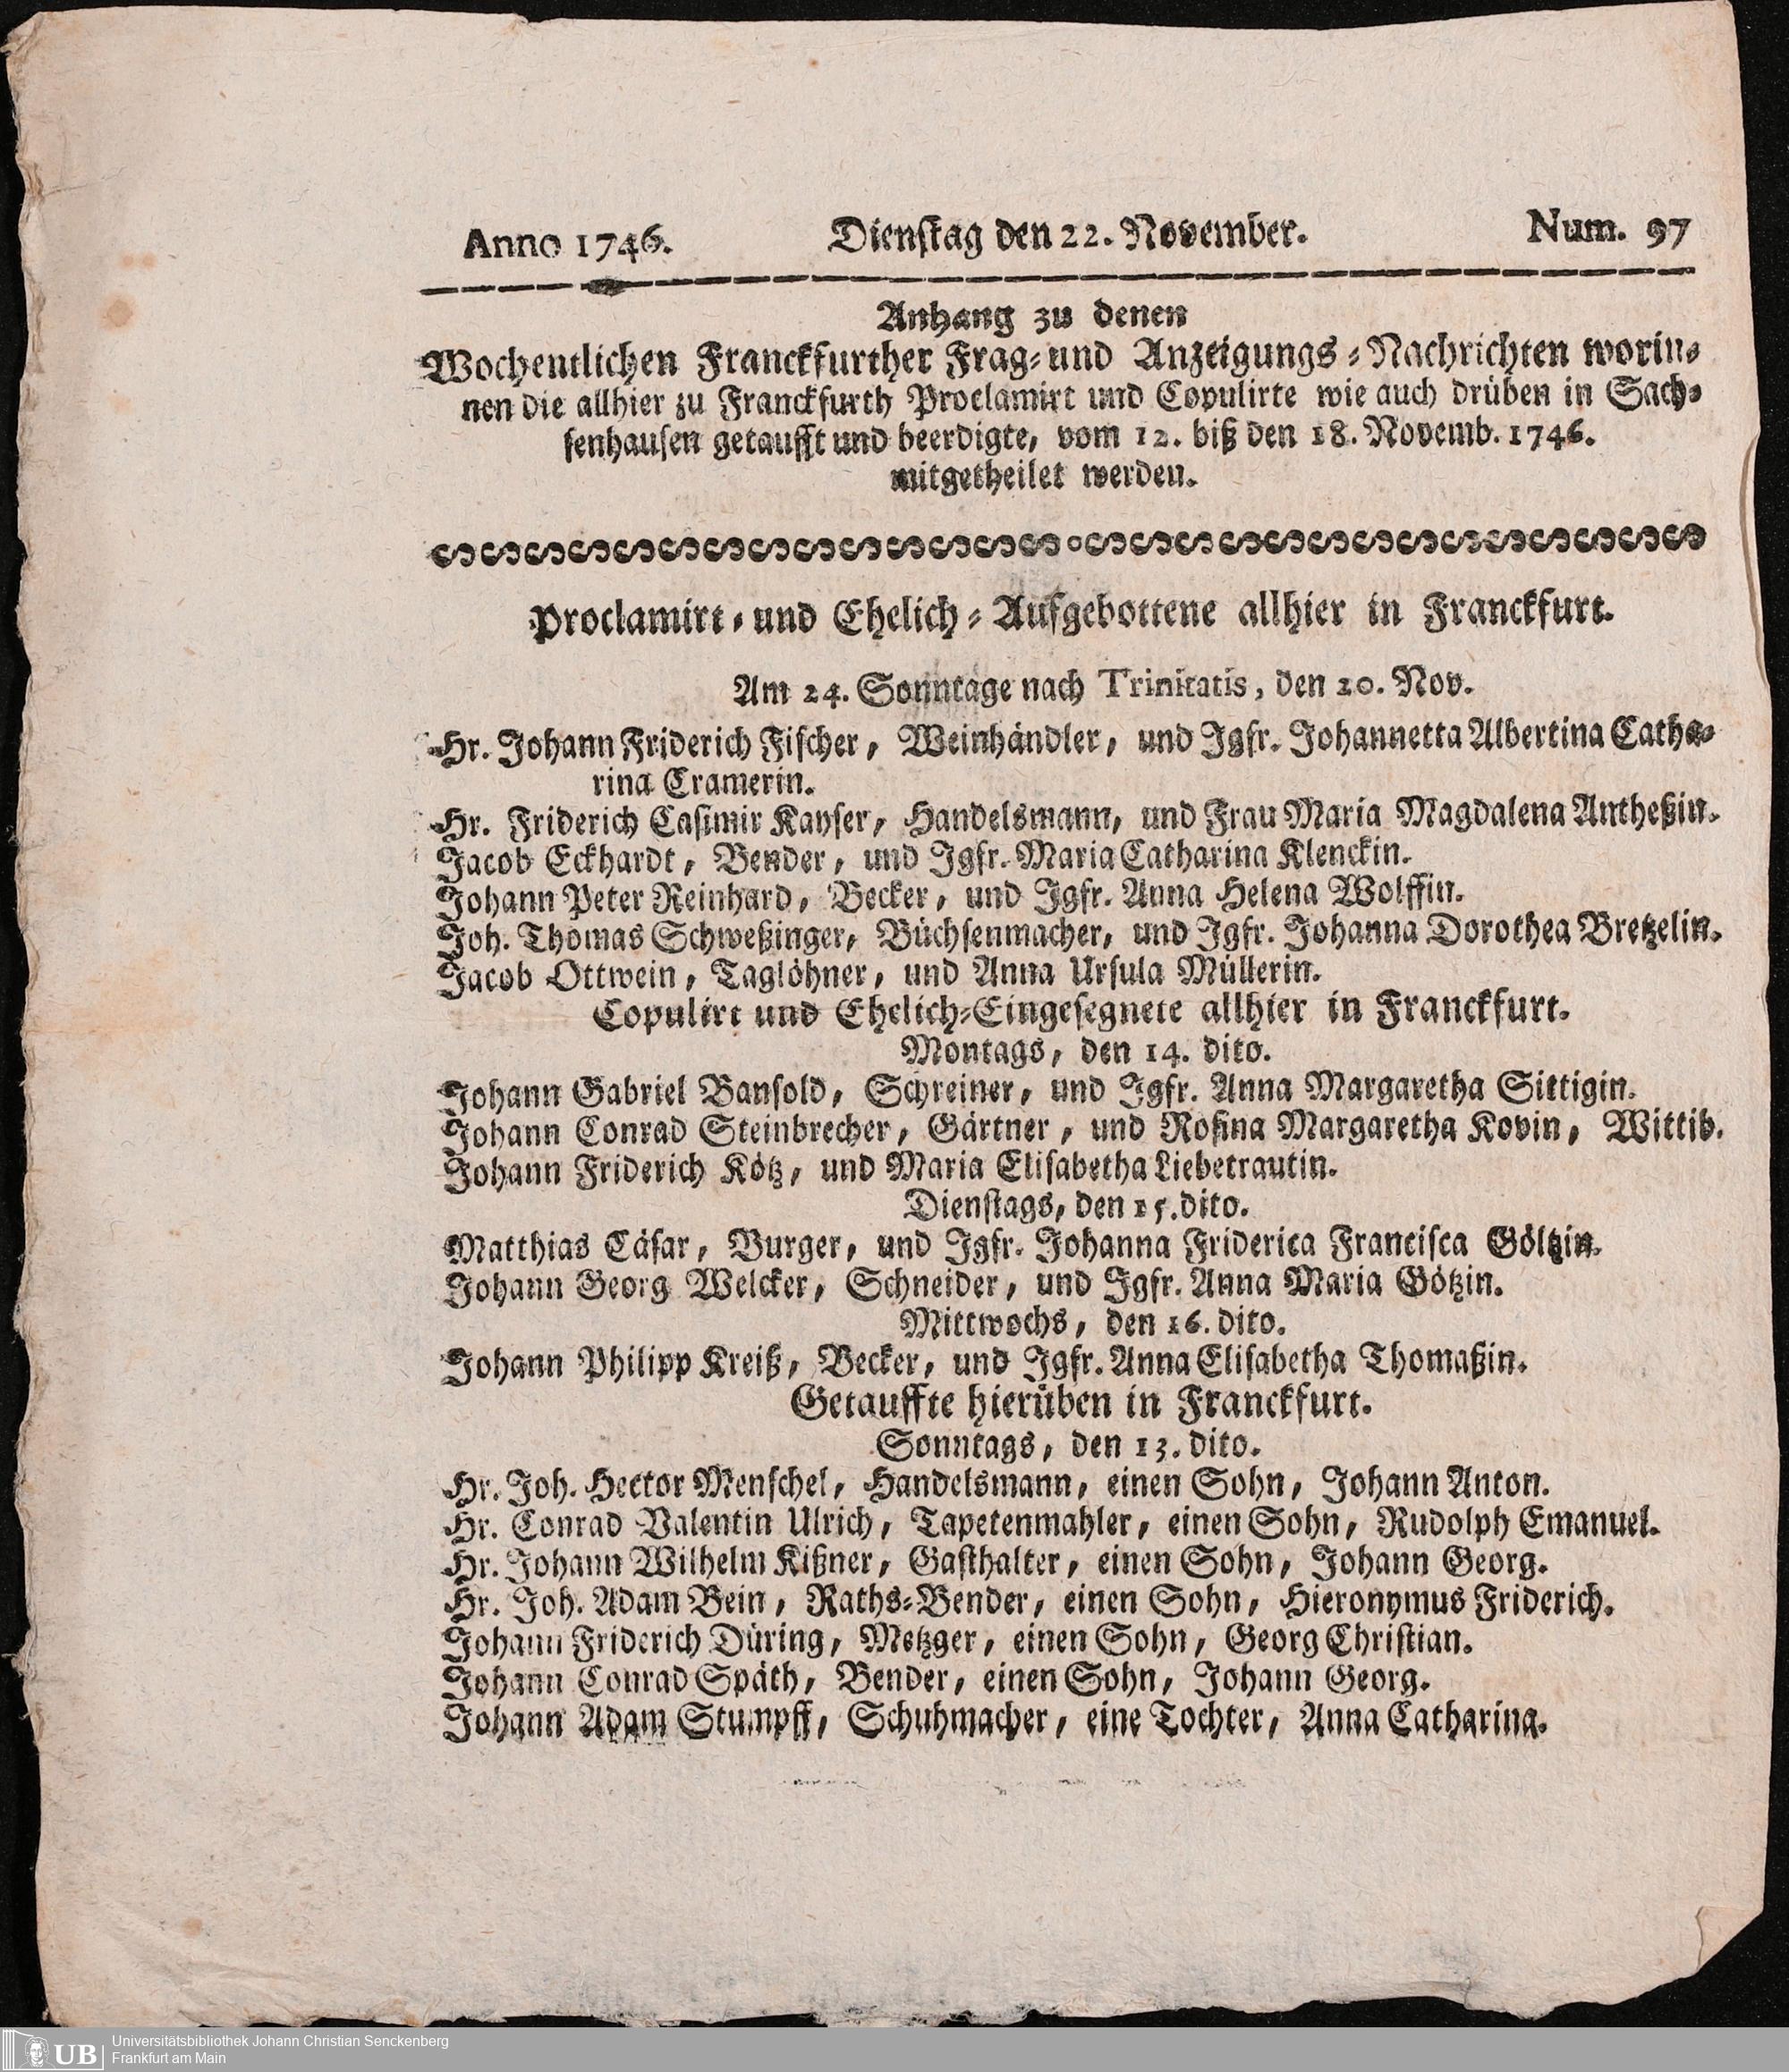 Anno 1746. Dienstag den 22. November. Num. 97
Anhang zu denen
Wochentlichen Franckfurther Frag- und Anzeigungs-Nachrichten worin-
nen die allhier zu Franckfurth Proclamirt und Copulirte wie auch drüben in Sach-
senhausen getaufft und beerdigte, vom 12. biß den 18. Novemb. 1746.
mitgetheilet werden.
Proclamirt- und Ehelich-Aufgebottene allhier in Franckfurt.
Am 24. Sonntage nach Trinitatis, den 20. Nov.
Hr. Johann Friderich Fischer, Weinhändler, und Jgfr. Johannetta Albertina Catha-
rina Cramerin.
Hr. Friderich Casimir Kayser, Handelsmann, und Frau Maria Magdalena Antheßin.
Jacob Eckhardt, Bender, und Jgfr. Maria Catharina Klenckin.
Johann Peter Reinhard, Becker, und Jgfr. Anna Helena Wolffin.
Joh. Thomas Schweßinger, Büchsenmacher, und Jgfr. Johanna Dorothea Bretzelin.
Jacob Ottwein, Taglöhner, und Anna Ursula Müllerin.
Copulirt und Ehelich-Eingesegnete allhier in Franckfurt.
Montags, den 14. dito.
Johann Gabriel Bansold, Schreiner, und Jgfr. Anna Margaretha Sittigin.
Johann Conrad Steinbrecher, Gärtner, und Rosina Margaretha Kovin, Wittib.
Johann Friderich Kötz, und Maria Elisabetha Liebetrautin.
Dienstags, den 15. dito.
Matthias Cäsar, Burger, und Jgfr. Johanna Friderica Francisca Göltzin.
Johann Georg Welcker, Schneider, und Jgfr. Anna Maria Götzin.
Mittwochs, den 16. dito.
Johann Philipp Kreiß, Becker, und Jgfr. Anna Elisabetha Thomaßin.
Getauffte hierüben in Franckfurt.
Sonntags, den 13. dito.
Hr. Joh. Hector Menschel, Handelsmann, einen Sohn, Johann Anton.
Hr. Conrad Valentin Ulrich, Tapetenmahler, einen Sohn, Rudolph Emanuel.
Hr. Johann Wilhelm Kißner, Gasthalter, einen Sohn, Johann Georg.
Hr. Joh. Adam Bein, Raths-Bender, einen Sohn, Hieronymus Friderich.
Johann Friderich Düring, Metzger, einen Sohn, Georg Christian.
Johann Conrad Späth, Bender, einen Sohn, Johann Georg.
Johann Adam Stumpff, Schuhmacher, eine Tochter, Anna Catharina.
UB Universitätsbibliothek Johann Christian Senckenberg
Frankfurt am Main